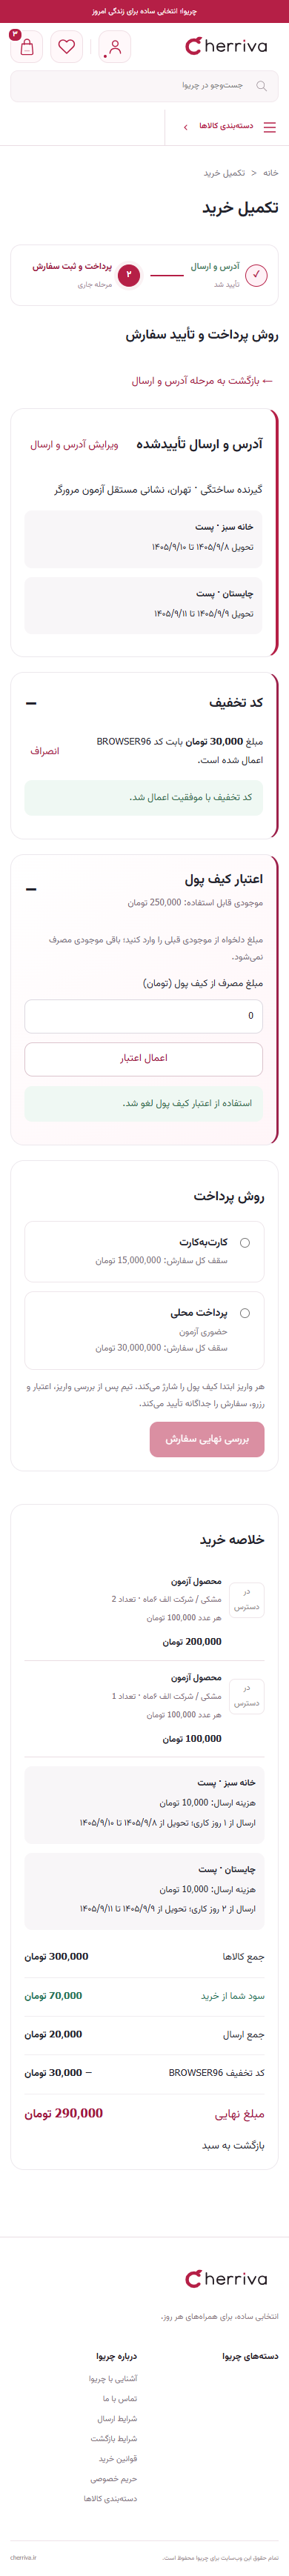 چریوا؛ انتخابی ساده برای زندگی امروز
Cherriva
۳
جست‌وجو در چریوا
دسته‌بندی کالاها
خانه > تکمیل خرید
تکمیل خرید
✓ آدرس و ارسال
تأیید شد
۲ پرداخت و ثبت سفارش
مرحله جاری
روش پرداخت و تأیید سفارش
← بازگشت به مرحله آدرس و ارسال
آدرس و ارسال تأییدشده
ویرایش آدرس و ارسال
گیرنده ساختگی · تهران، نشانی مستقل آزمون مرورگر
خانه سبز · پست
تحویل ۱۴۰۵/۹/۸ تا ۱۴۰۵/۹/۱۰
چایستان · پست
تحویل ۱۴۰۵/۹/۹ تا ۱۴۰۵/۹/۱۱
کد تخفیف
مبلغ 30,000 تومان بابت کد BROWSER96
اعمال شده است.
انصراف
کد تخفیف با موفقیت اعمال شد.
اعتبار کیف پول
موجودی قابل استفاده: 250,000 تومان
مبلغ دلخواه از موجودی قبلی را وارد کنید؛ باقی موجودی مصرف
نمی‌شود.
مبلغ مصرف از کیف پول (تومان)
0
اعمال اعتبار
استفاده از اعتبار کیف پول لغو شد.
روش پرداخت
کارت‌به‌کارت
سقف کل سفارش: 15,000,000 تومان
پرداخت محلی
حضوری آزمون
سقف کل سفارش: 30,000,000 تومان
هر واریز ابتدا کیف پول را شارژ می‌کند. تیم پس از بررسی واریز، اعتبار و
رزرو، سفارش را جداگانه تأیید می‌کند.
بررسی نهایی سفارش
خلاصه خرید
در
دسترس
محصول آزمون
مشکی / شرکت الف ۶ماه · تعداد 2
هر عدد 100,000 تومان
200,000 تومان
در
دسترس
محصول آزمون
مشکی / شرکت الف ۶ماه · تعداد 1
هر عدد 100,000 تومان
100,000 تومان
خانه سبز · پست
هزینه ارسال: 10,000 تومان
ارسال از ۱ روز کاری؛ تحویل از ۱۴۰۵/۹/۸ تا ۱۴۰۵/۹/۱۰
چایستان · پست
هزینه ارسال: 10,000 تومان
ارسال از ۲ روز کاری؛ تحویل از ۱۴۰۵/۹/۹ تا ۱۴۰۵/۹/۱۱
جمع کالاها 300,000 تومان
سود شما از خرید 70,000 تومان
جمع ارسال 20,000 تومان
کد تخفیف BROWSER96 − 30,000 تومان
مبلغ نهایی 290,000 تومان
بازگشت به سبد
Cherriva
انتخابی ساده، برای همراه‌های هر روز.
دسته‌های چریوا
درباره چریوا
آشنایی با چریوا
تماس با ما
شرایط ارسال
شرایط بازگشت
قوانین خرید
حریم خصوصی
دسته‌بندی کالاها
تمام حقوق این وب‌سایت برای چریوا محفوظ است.
cherriva.ir